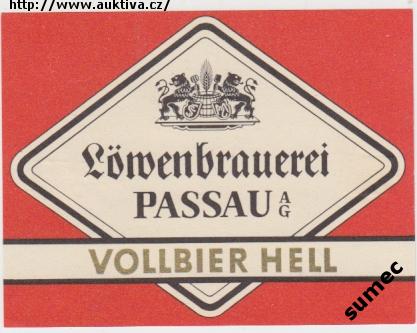 http://www.auktiva.cz/
Löwenbrauerei
PASSAU AG
VOLLBIER HELL
sumec